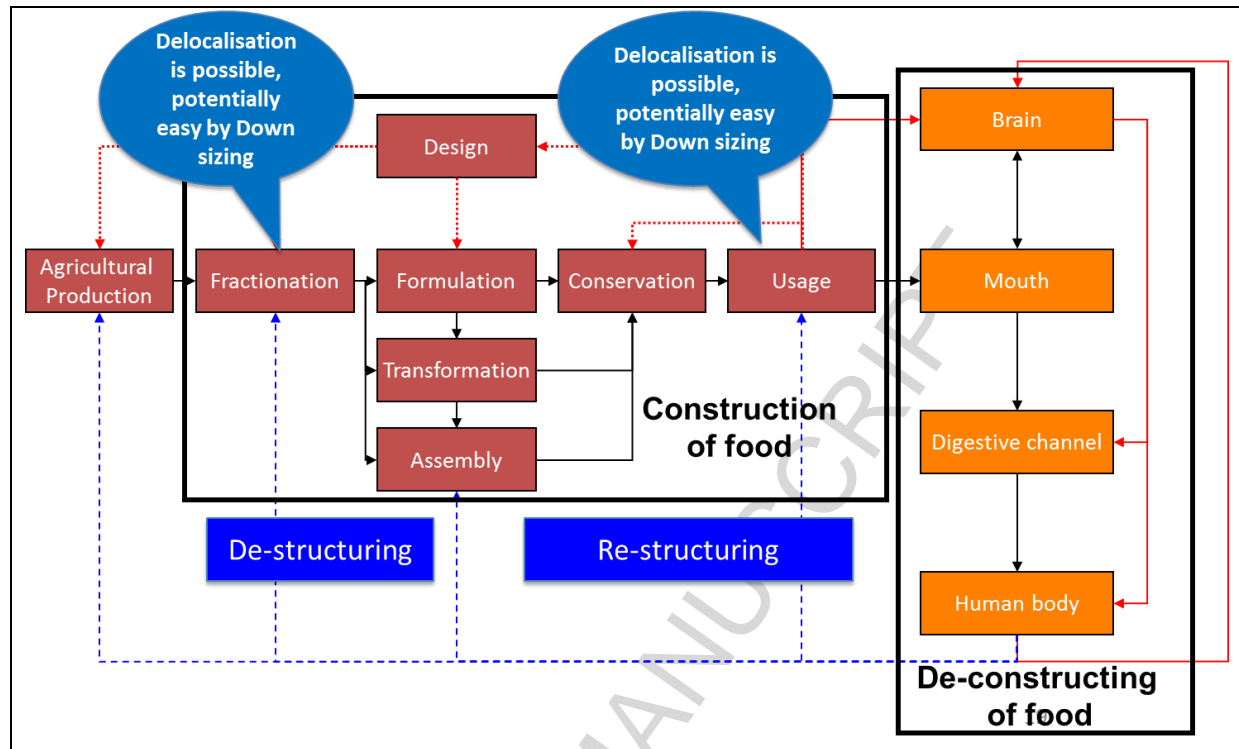 Delocalisation
is possible,
potentially
easy by Down
sizing
Delocalisation is
possible,
potentially easy
by Down sizing
Design
Brain
Agricultural
Production
Fractionation
Formulation
Conservation
Usage
Mouth
Transformation
Assembly
Construction
of food
Digestive channel
De-structuring
Re-structuring
Human body
De-constructing
of food
MANUSCRIPT